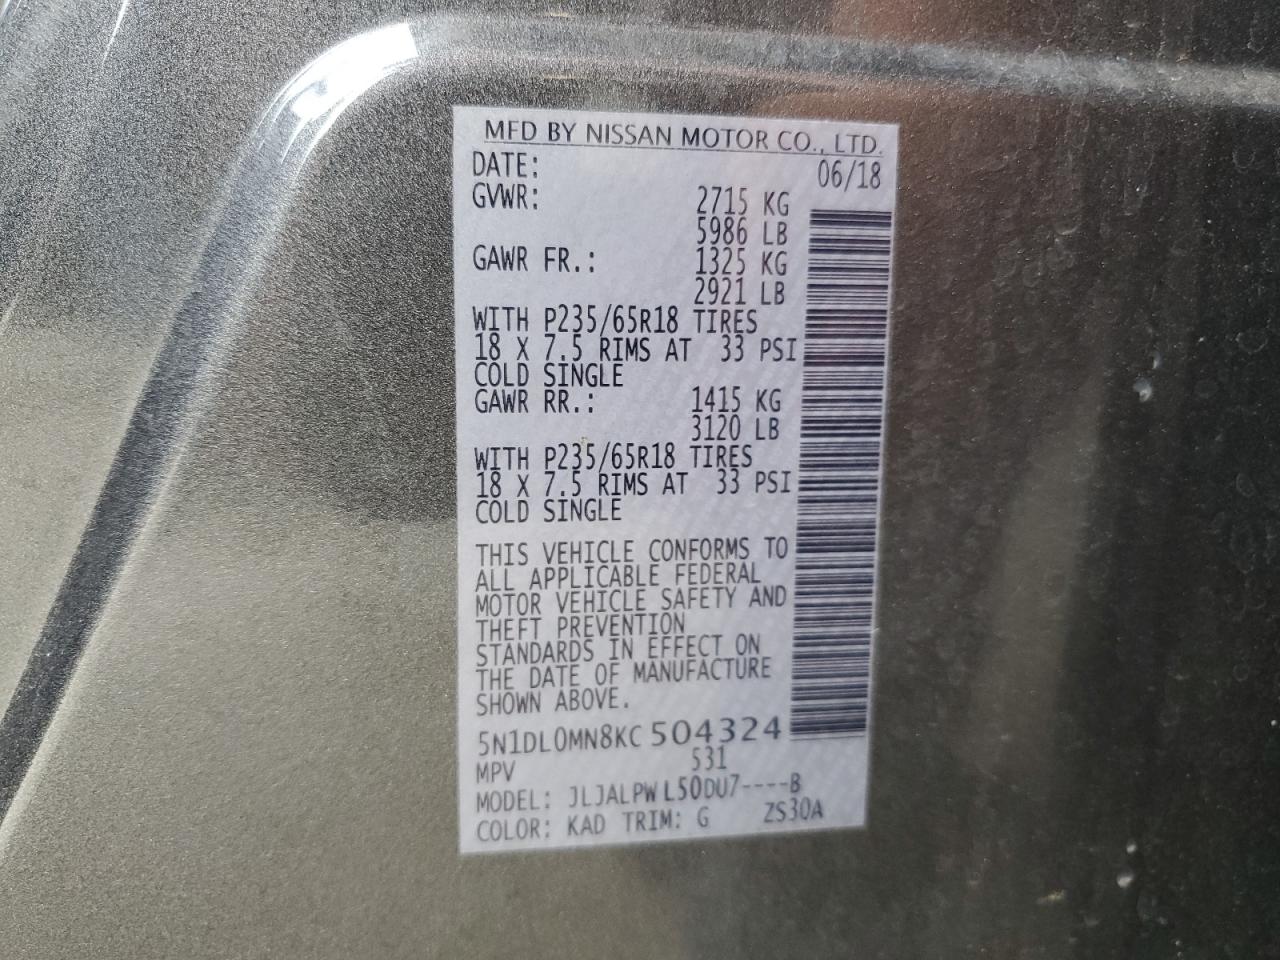 MFD BY NISSAN MOTOR CO., LTD.
DATE: 06/18
GVWR: 2715 KG
5986 LB
GAWR FR.: 1325 KG
2921 LB
WITH P235/65R18 TIRES
18 X 7.5 RIMS AT 33 PSI
COLD SINGLE
GAWR RR.: 1415 KG
3120 LB
WITH P235/65R18 TIRES
18 X 7.5 RIMS AT 33 PSI
COLD SINGLE
THIS VEHICLE CONFORMS TO
ALL APPLICABLE FEDERAL
MOTOR VEHICLE SAFETY AND
THEFT PREVENTION
STANDARDS IN EFFECT ON
THE DATE OF MANUFACTURE
SHOWN ABOVE.
5N1DL0MN8KC504324
MPV 531
MODEL: JLJALPWL50DU7----B
COLOR: KAD TRIM: G ZS30A